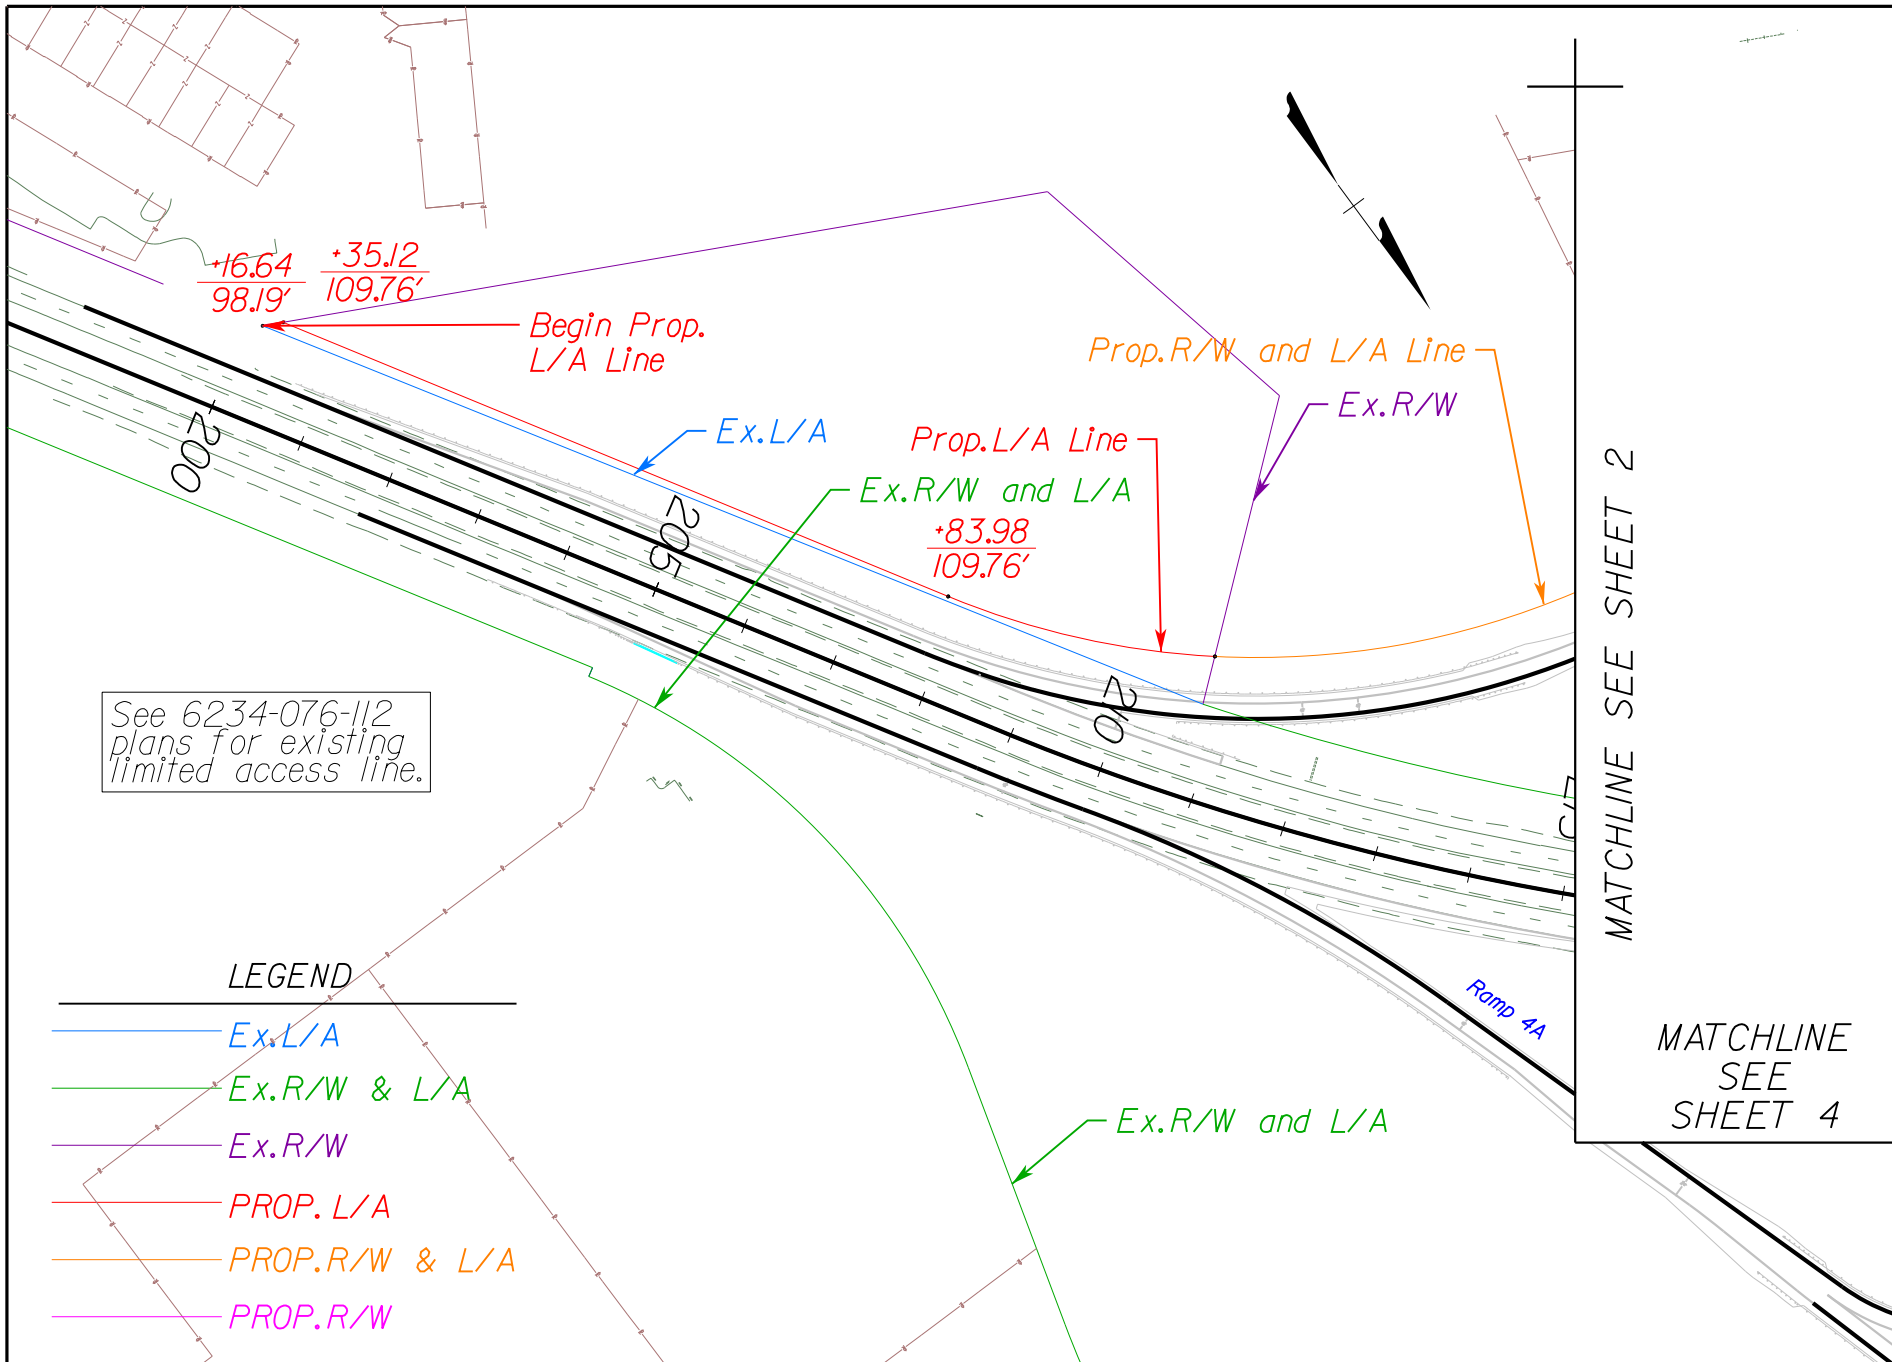 +16.64
98.19'
+35.12
109.76'
Begin Prop.
L/A Line
Prop. R/W and L/A Line
Ex. R/W
Ex. L/A
Prop. L/A Line
Ex. R/W and L/A
+83.98
109.76'
200
205
210
MATCHLINE SEE SHEET 2
See 6234-076-112
plans for existing
limited access line.
Ramp 4A
MATCHLINE
SEE
SHEET 4
Ex. R/W and L/A
LEGEND
Ex. L/A
Ex. R/W & L/A
Ex. R/W
PROP. L/A
PROP. R/W & L/A
PROP. R/W